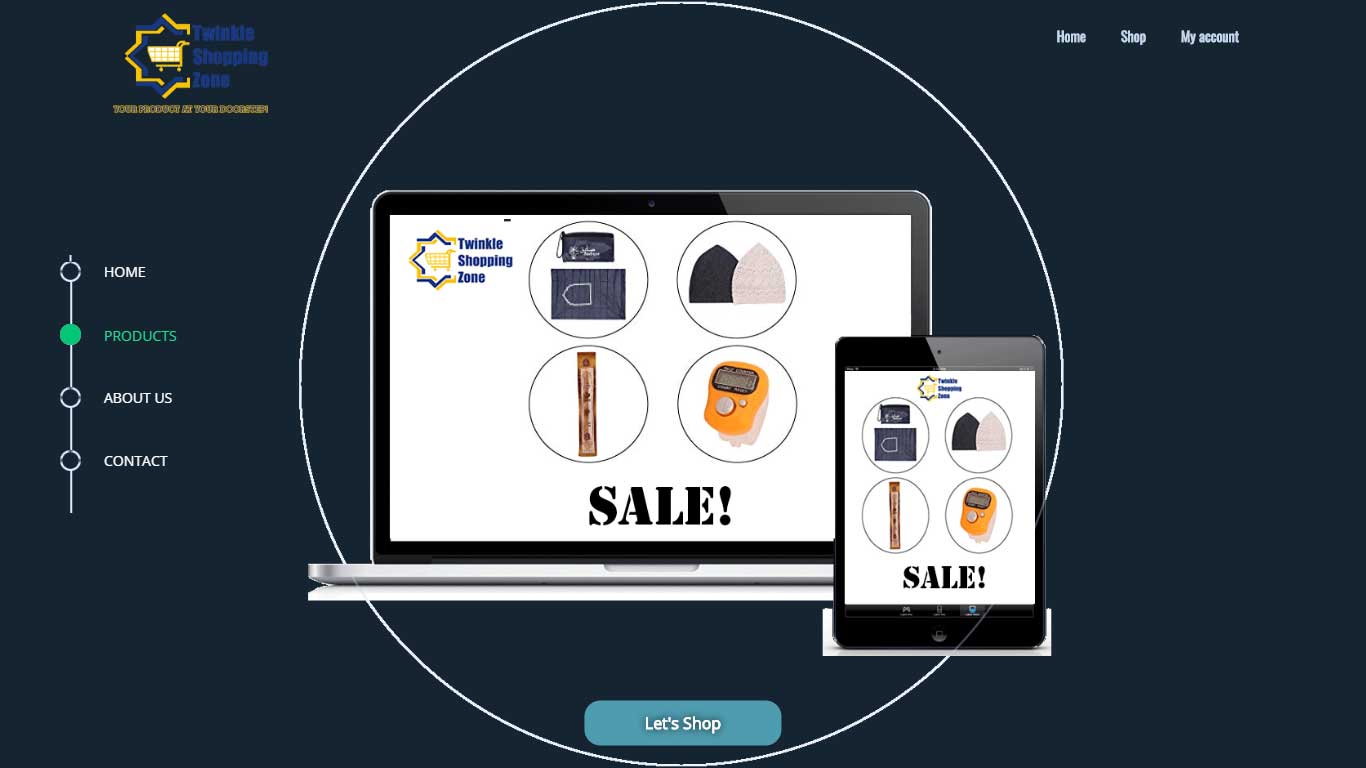 Twinkle
Shopping
Zone
YOUR PRODUCT AT YOUR DOORSTEP!
Home
Shop
My account
HOME
PRODUCTS
ABOUT US
CONTACT
Twinkle
Shopping
Zone
SALE!
Twinkle
Shopping
Zone
SALE!
Let's Shop